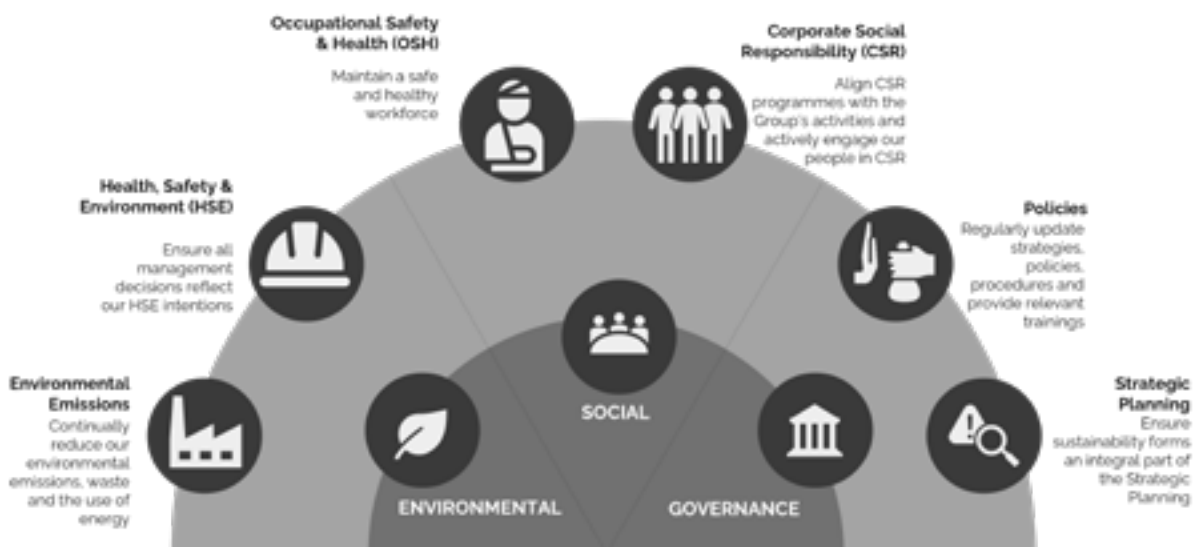 Occupational Safety
& Health (OSH)
Maintain a safe
and healthy
workforce
Corporate Social
Responsibility (CSR)
Align CSR
programmes with the
Group's activities and
actively engage our
people in CSR
Health, Safety &
Environment (HSE)
Ensure all
management
decisions reflect
our HSE intentions
Policies
Regularly update
strategies,
policies,
procedures and
provide relevant
trainings
Environmental
Emissions
Continually
reduce our
environmental
emissions, waste
and the use of
energy
SOCIAL
ENVIRONMENTAL
GOVERNANCE
Strategic
Planning
Ensure
sustainability forms
an integral part of
the Strategic
Planning